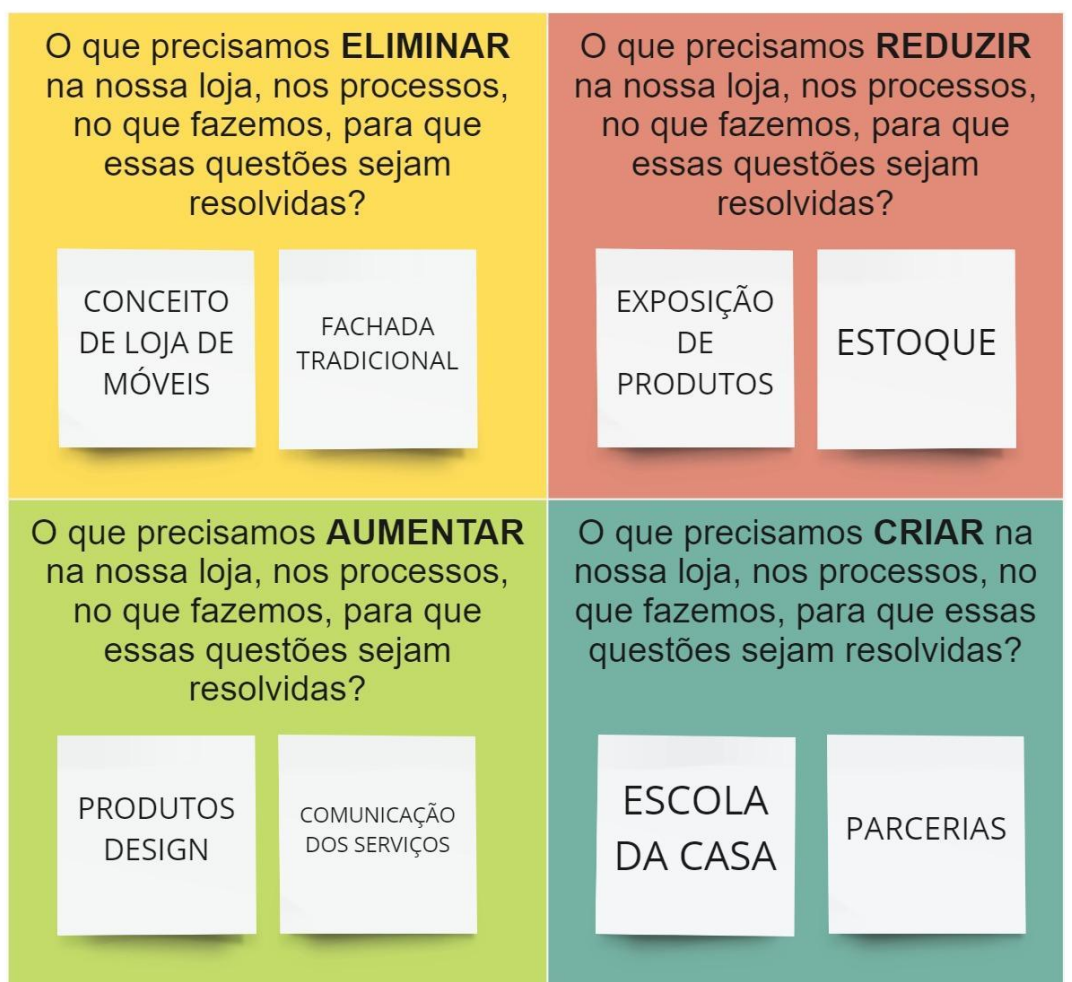 O que precisamos ELIMINAR
na nossa loja, nos processos,
no que fazemos, para que
essas questões sejam
resolvidas?
CONCEITO
DE LOJA DE
MÓVEIS
FACHADA
TRADICIONAL
O que precisamos REDUZIR
na nossa loja, nos processos,
no que fazemos, para que
essas questões sejam
resolvidas?
EXPOSIÇÃO
DE
PRODUTOS
ESTOQUE
O que precisamos AUMENTAR
na nossa loja, nos processos,
no que fazemos, para que
essas questões sejam
resolvidas?
PRODUTOS
DESIGN
COMUNICAÇÃO
DOS SERVIÇOS
O que precisamos CRIAR na
nossa loja, nos processos, no
que fazemos, para que essas
questões sejam resolvidas?
ESCOLA
DA CASA
PARCERIAS